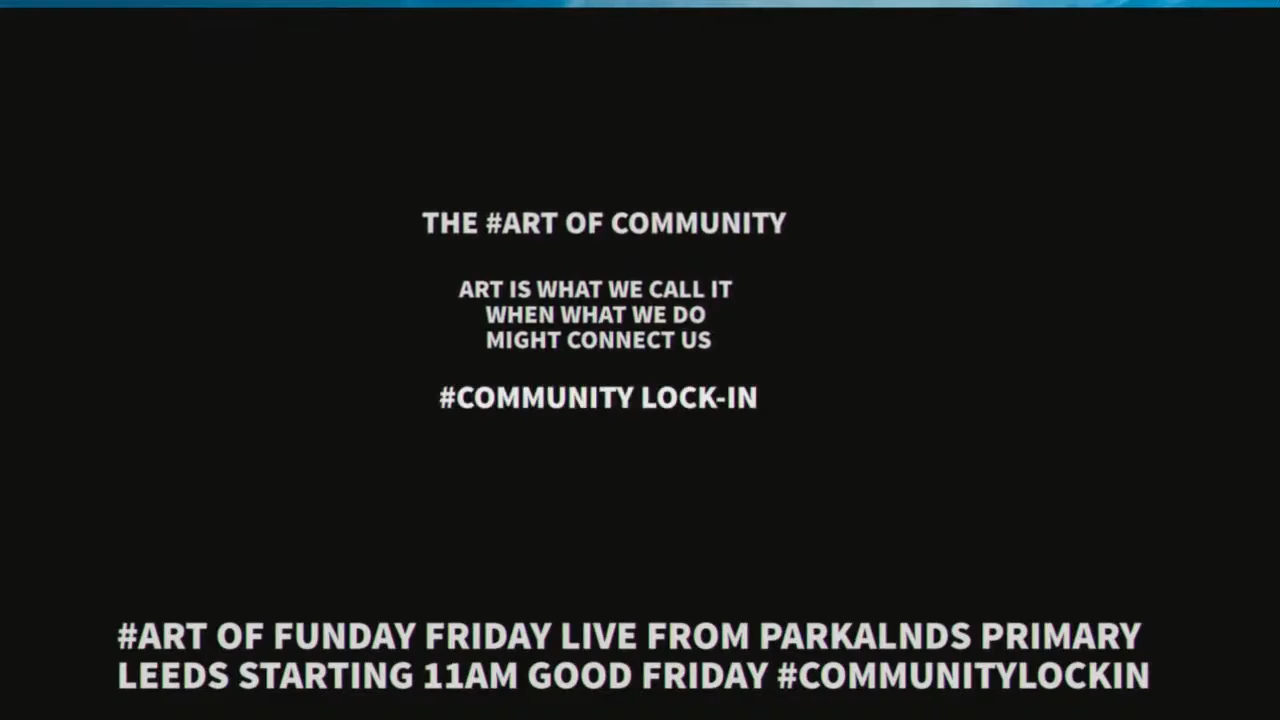 THE #ART OF COMMUNITY
ART IS WHAT WE CALL IT
WHEN WHAT WE DO
MIGHT CONNECT US
#COMMUNITY LOCK-IN
#ART OF FUNDAY FRIDAY LIVE FROM PARKALNDS PRIMARY
LEEDS STARTING 11AM GOOD FRIDAY #COMMUNITYLOCKIN